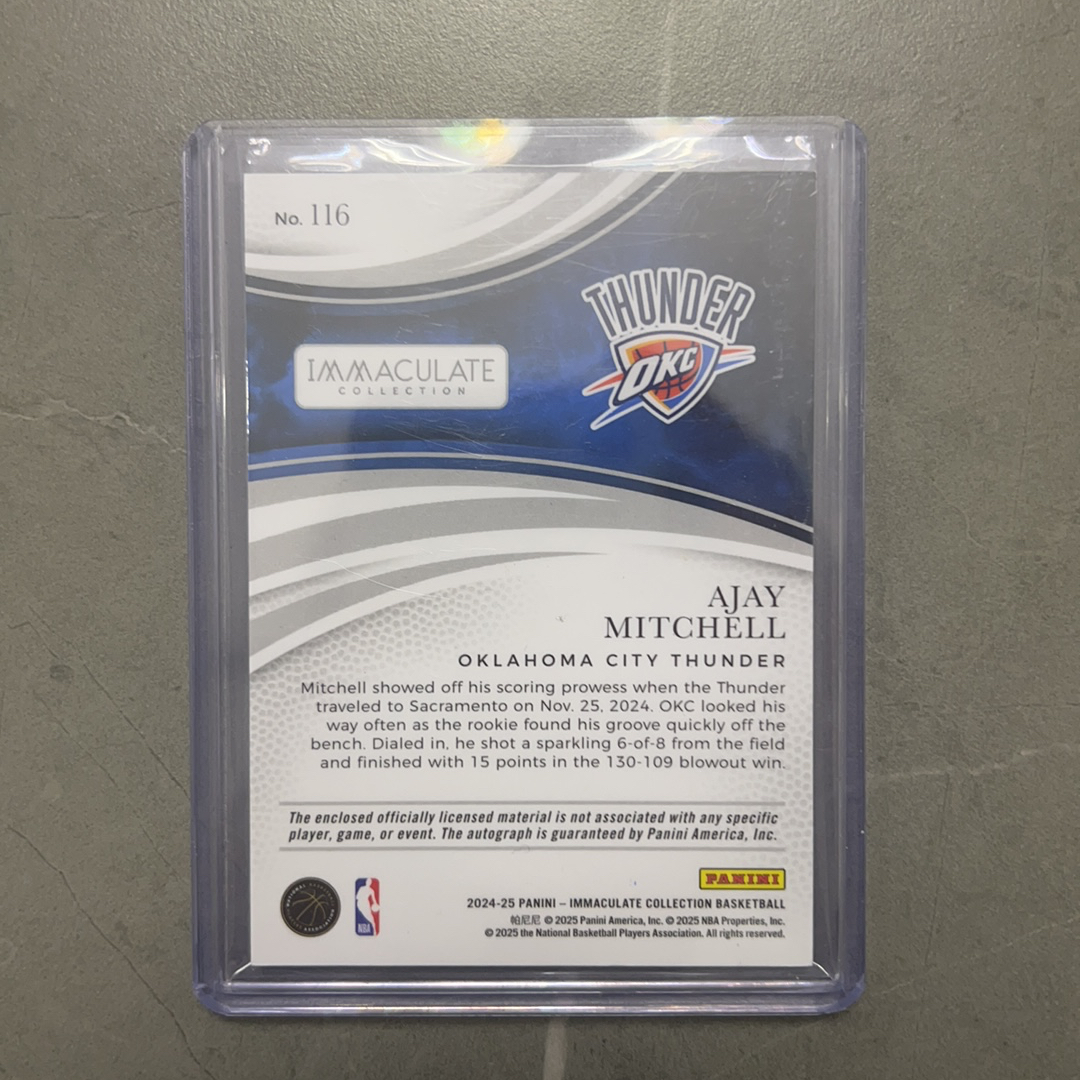 No. 116
THUNDER
OKC
IMMACULATE
COLLECTION
AJAY
MITCHELL
OKLAHOMA CITY THUNDER
Mitchell showed off his scoring prowess when the Thunder
traveled to Sacramento on Nov. 25, 2024. OKC looked his
way often as the rookie found his groove quickly off the
bench. Dialed in, he shot a sparkling 6-of-8 from the field
and finished with 15 points in the 130-109 blowout win.
The enclosed officially licensed material is not associated with any specific
player, game, or event. The autograph is guaranteed by Panini America, Inc.
PANINI
NBA
2024-25 PANINI – IMMACULATE COLLECTION BASKETBALL
帕尼尼 © 2025 Panini America, Inc. © 2025 NBA Properties, Inc.
© 2025 the National Basketball Players Association. All rights reserved.